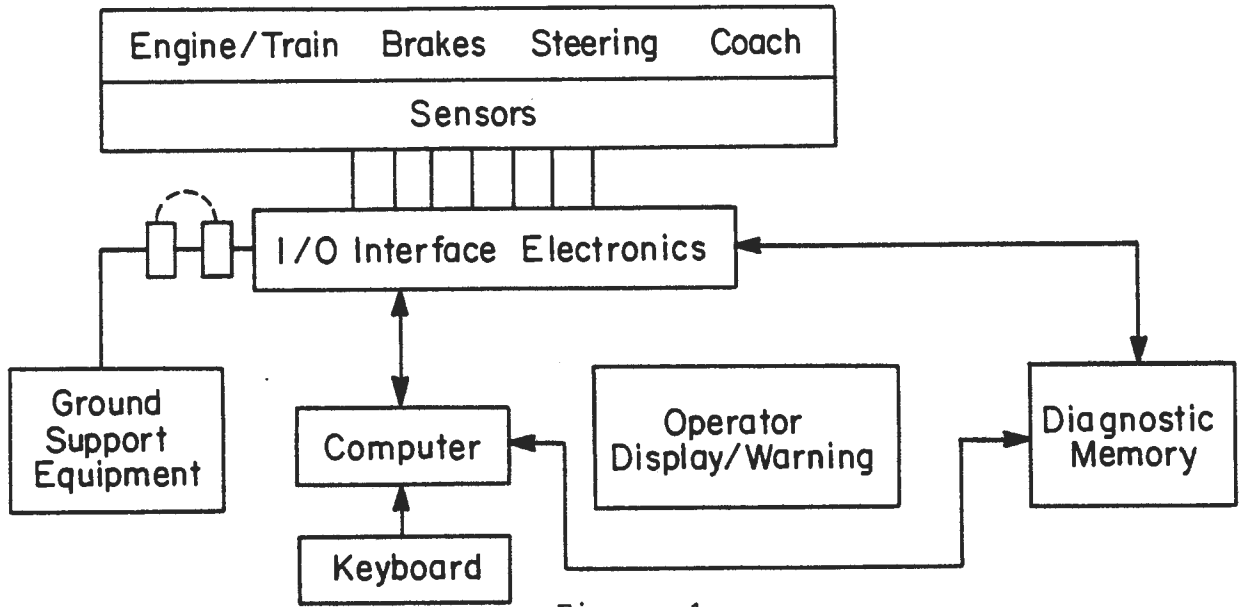 Engine/Train Brakes Steering Coach
Sensors
I/O Interface Electronics
Ground
Support
Equipment
Computer
Operator
Display/Warning
Diagnostic
Memory
Keyboard